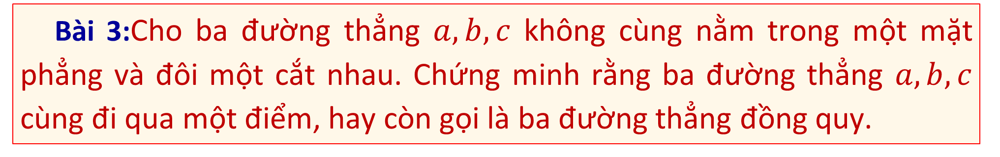 Bài 3:Cho ba đường thẳng a, b, c không cùng nằm trong một mặt
phẳng và đôi một cắt nhau. Chứng minh rằng ba đường thẳng a, b, c
cùng đi qua một điểm, hay còn gọi là ba đường thẳng đồng quy.